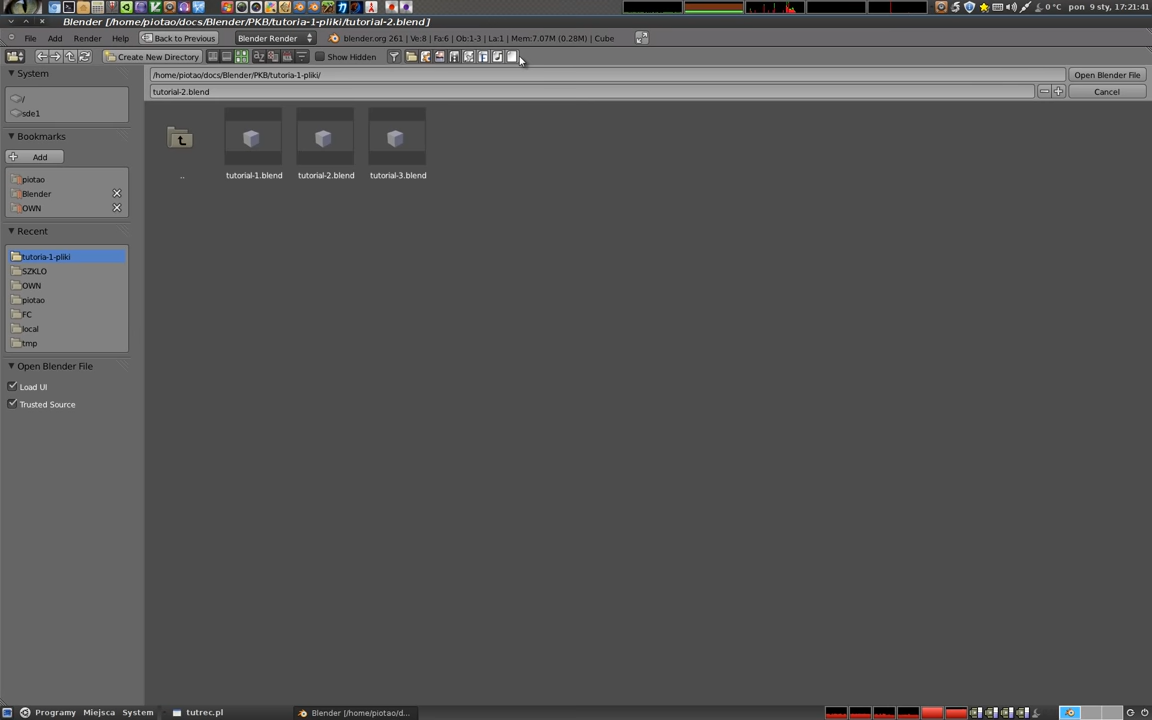 0 °C pon 9 sty, 17:21:41
Blender [/home/piotao/docs/Blender/PKB/tutoria-1-pliki/tutorial-2.blend]
File Add Render Help Back to Previous Blender Render blender.org 261 | Ve:8 | Fa:6 | Ob:1-3 | La:1 | Mem:7.07M (0.28M) | Cube
Create New Directory Show Hidden
System
/
sde1
Bookmarks
Add
piotao
Blender
OWN
Recent
tutoria-1-pliki
SZKLO
OWN
piotao
FC
local
tmp
Open Blender File
Load UI
Trusted Source
/home/piotao/docs/Blender/PKB/tutoria-1-pliki/ Open Blender File
tutorial-2.blend Cancel
.. tutorial-1.blend tutorial-2.blend tutorial-3.blend
Programy Miejsca System tutrec.pl Blender [/home/piotao/d...